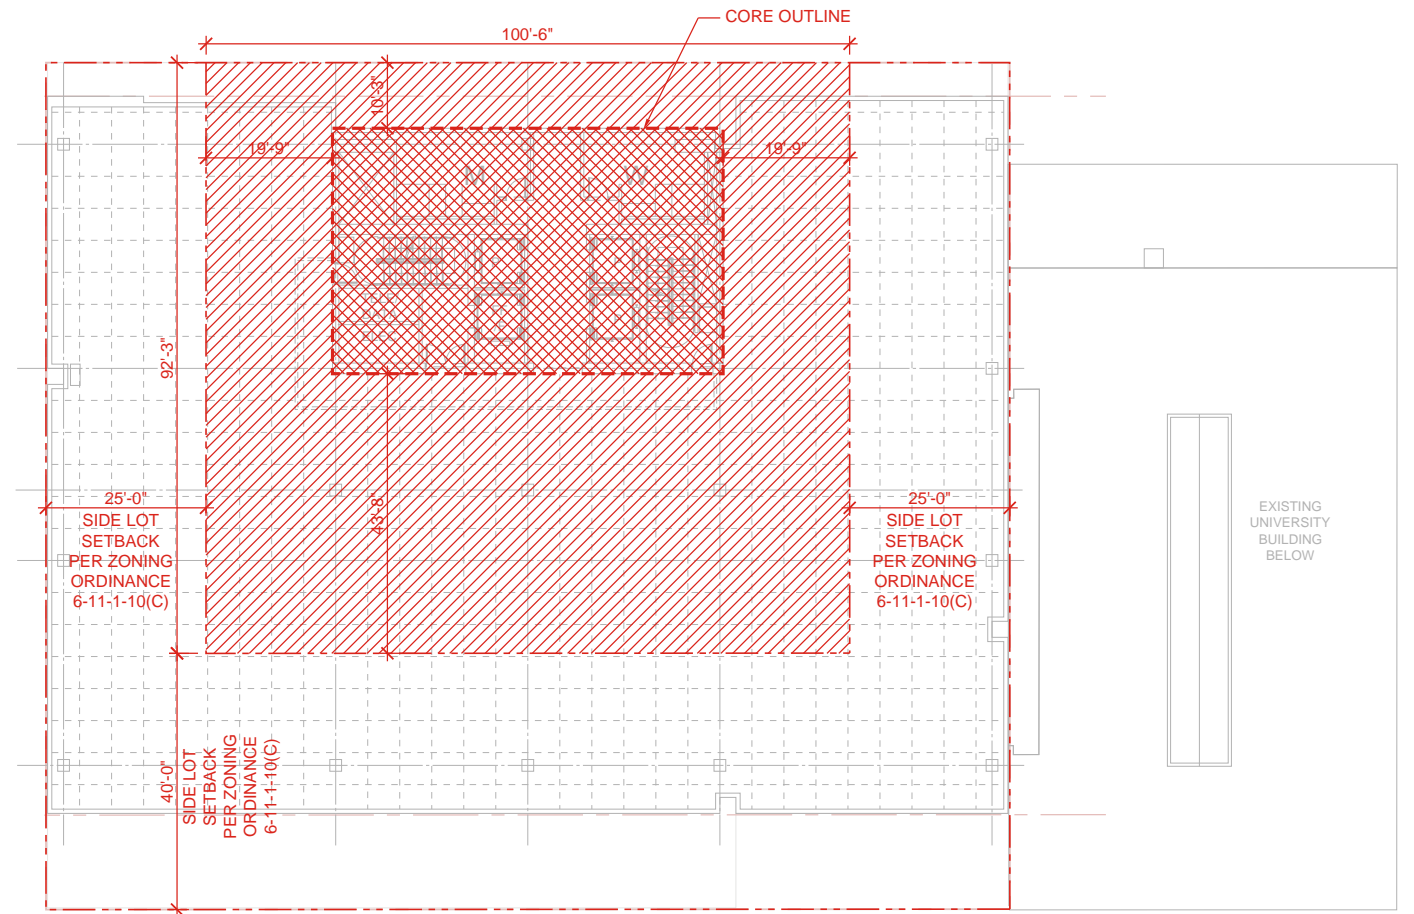 CORE OUTLINE
100'-6"
10'-3"
19'-9"
19'-9"
M
W
92'-3"
43'-8"
25'-0"
SIDE LOT
SETBACK
PER ZONING
ORDINANCE
6-11-1-10(C)
25'-0"
SIDE LOT
SETBACK
PER ZONING
ORDINANCE
6-11-1-10(C)
EXISTING
UNIVERSITY
BUILDING
BELOW
40'-0"
SIDE LOT
SETBACK
PER ZONING
ORDINANCE
6-11-1-10(C)